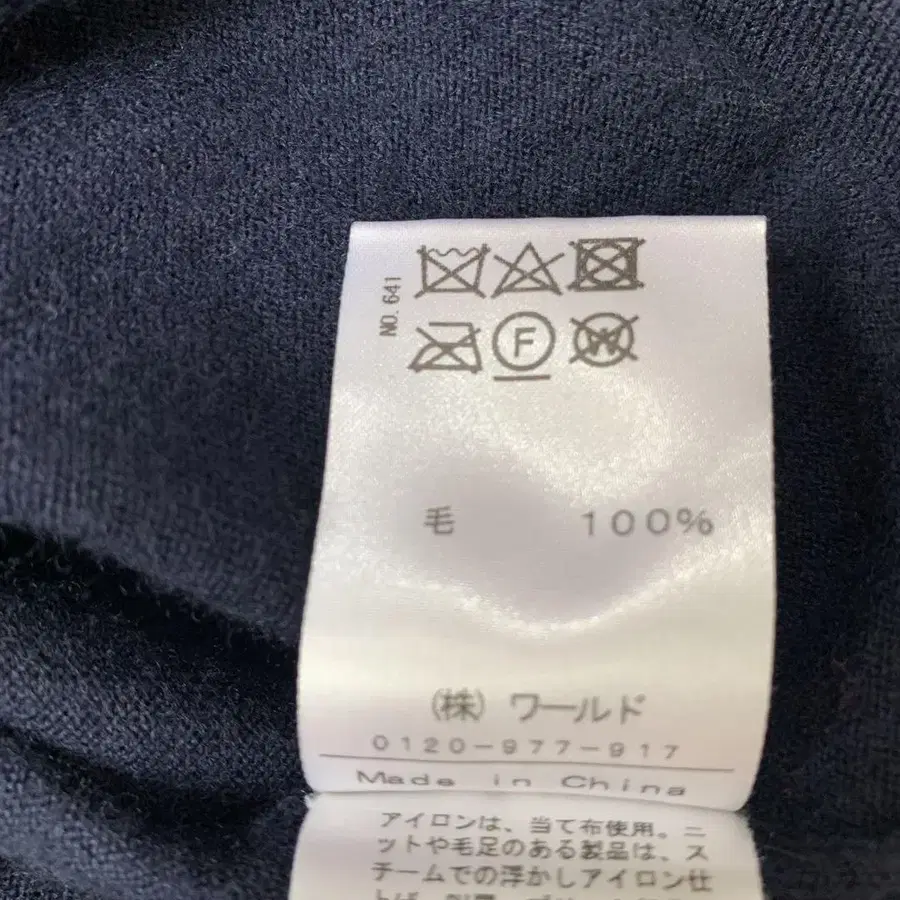 NO. 641
F W
毛 100%
(株) ワールド
0120-977-917
Made in China
アイロンは、当て布使用。ニ
ットや毛足のある製品は、ス
チームでの浮かしアイロン仕